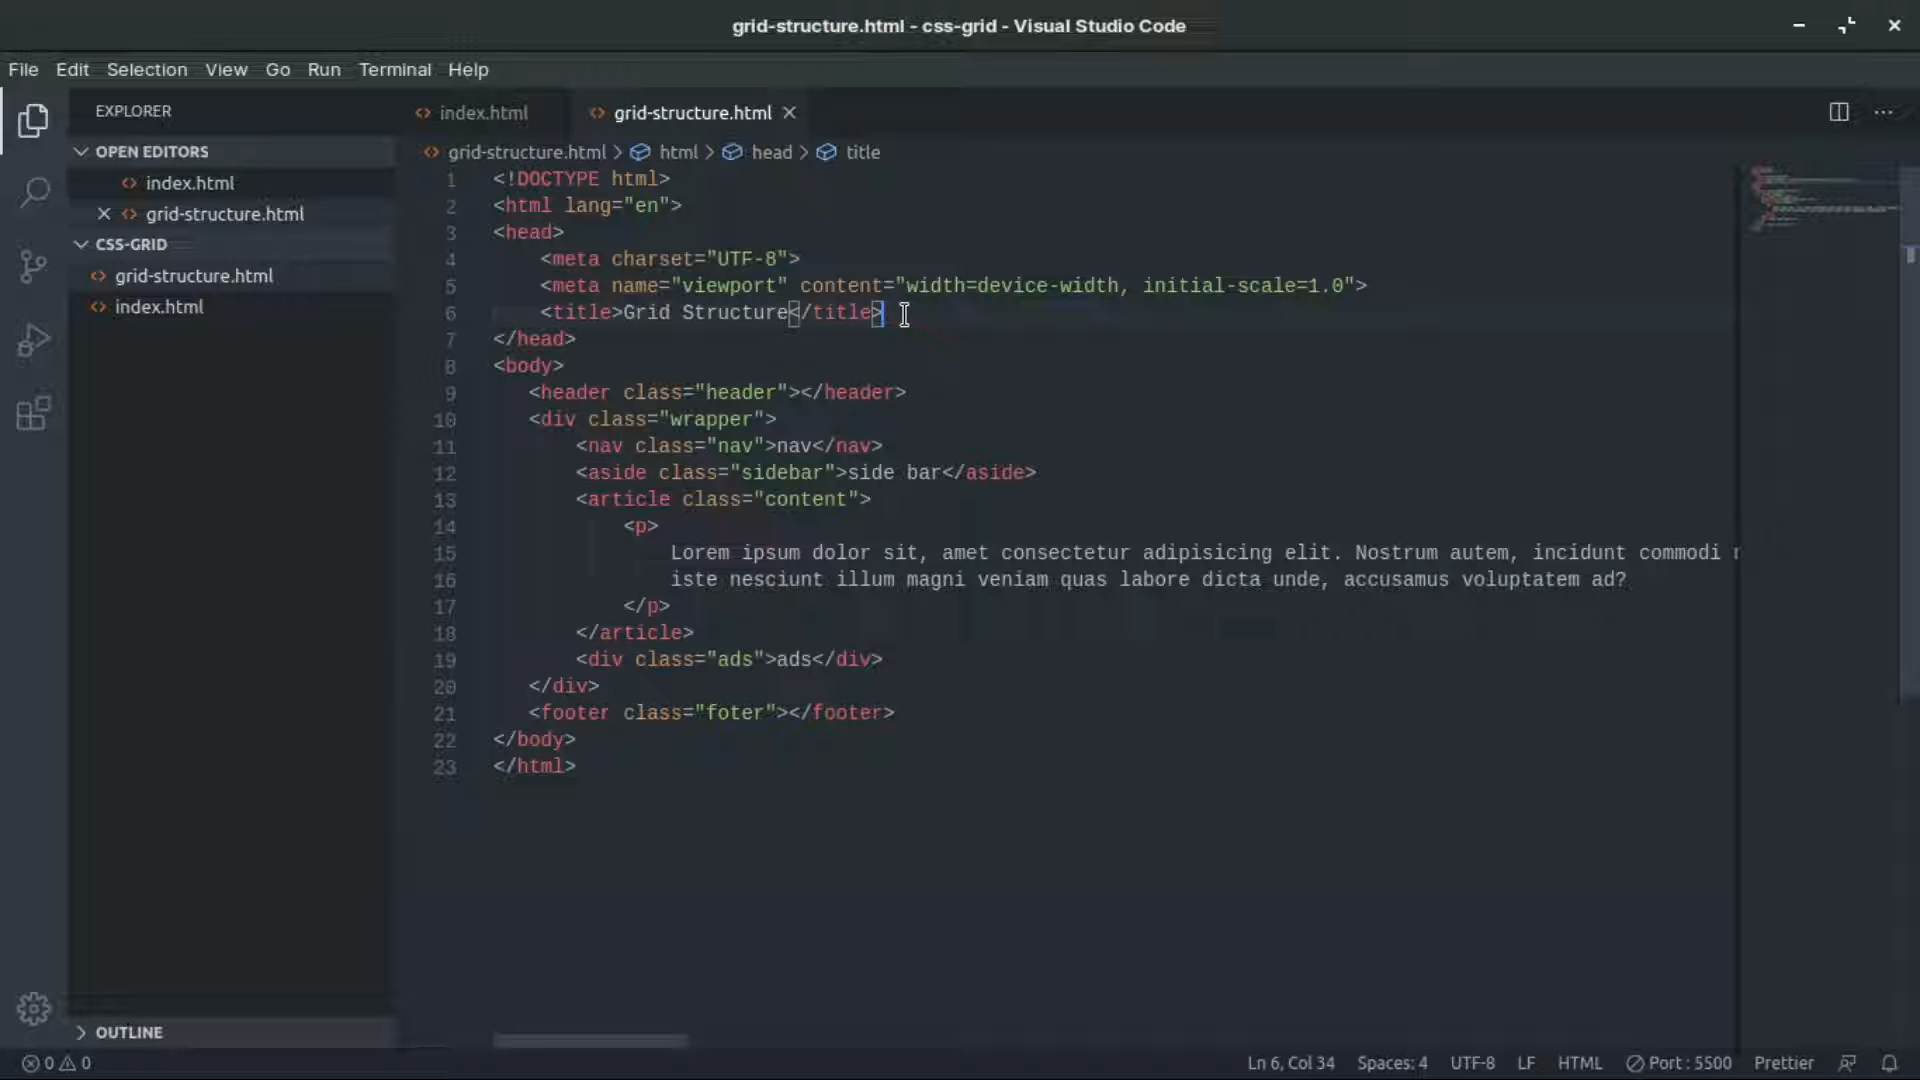 grid-structure.html - css-grid - Visual Studio Code
File Edit Selection View Go Run Terminal Help
EXPLORER
OPEN EDITORS
index.html
grid-structure.html
CSS-GRID
grid-structure.html
index.html
OUTLINE
index.html grid-structure.html
grid-structure.html > html > head > title
1 <!DOCTYPE html>
2 <html lang="en">
3 <head>
4 <meta charset="UTF-8">
5 <meta name="viewport" content="width=device-width, initial-scale=1.0">
6 <title>Grid Structure</title>
7 </head>
8 <body>
9 <header class="header"></header>
10 <div class="wrapper">
11 <nav class="nav">nav</nav>
12 <aside class="sidebar">side bar</aside>
13 <article class="content">
14 <p>
15 Lorem ipsum dolor sit, amet consectetur adipisicing elit. Nostrum autem, incidunt commodi
16 iste nesciunt illum magni veniam quas labore dicta unde, accusamus voluptatem ad?
17 </p>
18 </article>
19 <div class="ads">ads</div>
20 </div>
21 <footer class="foter"></footer>
22 </body>
23 </html>
0 0 Ln 6, Col 34 Spaces: 4 UTF-8 LF HTML Port : 5500 Prettier